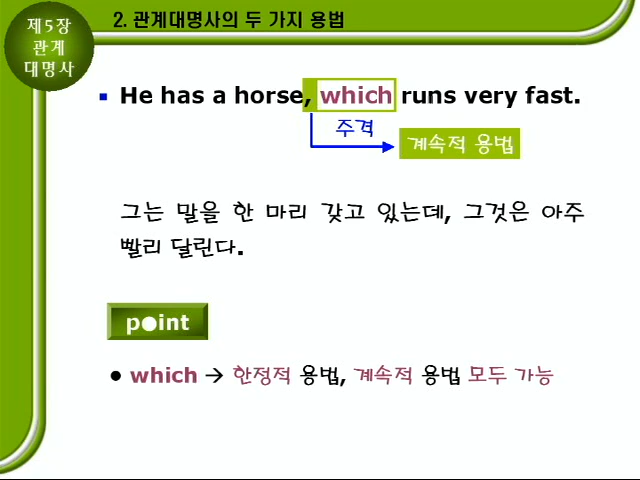 제5장
관계
대명사
2. 관계대명사의 두 가지 용법
▪ He has a horse, which runs very fast.
주격
계속적 용법
그는 말을 한 마리 갖고 있는데, 그것은 아주
빨리 달린다.
point
● which → 한정적 용법, 계속적 용법 모두 가능